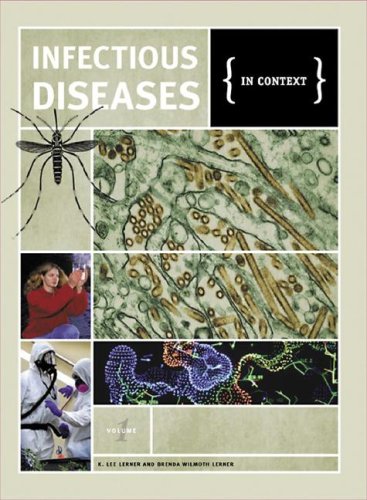 INFECTIOUS
DISEASES
{ IN CONTEXT }
VOLUME
1
K. LEE LERNER AND BRENDA WILMOTH LERNER